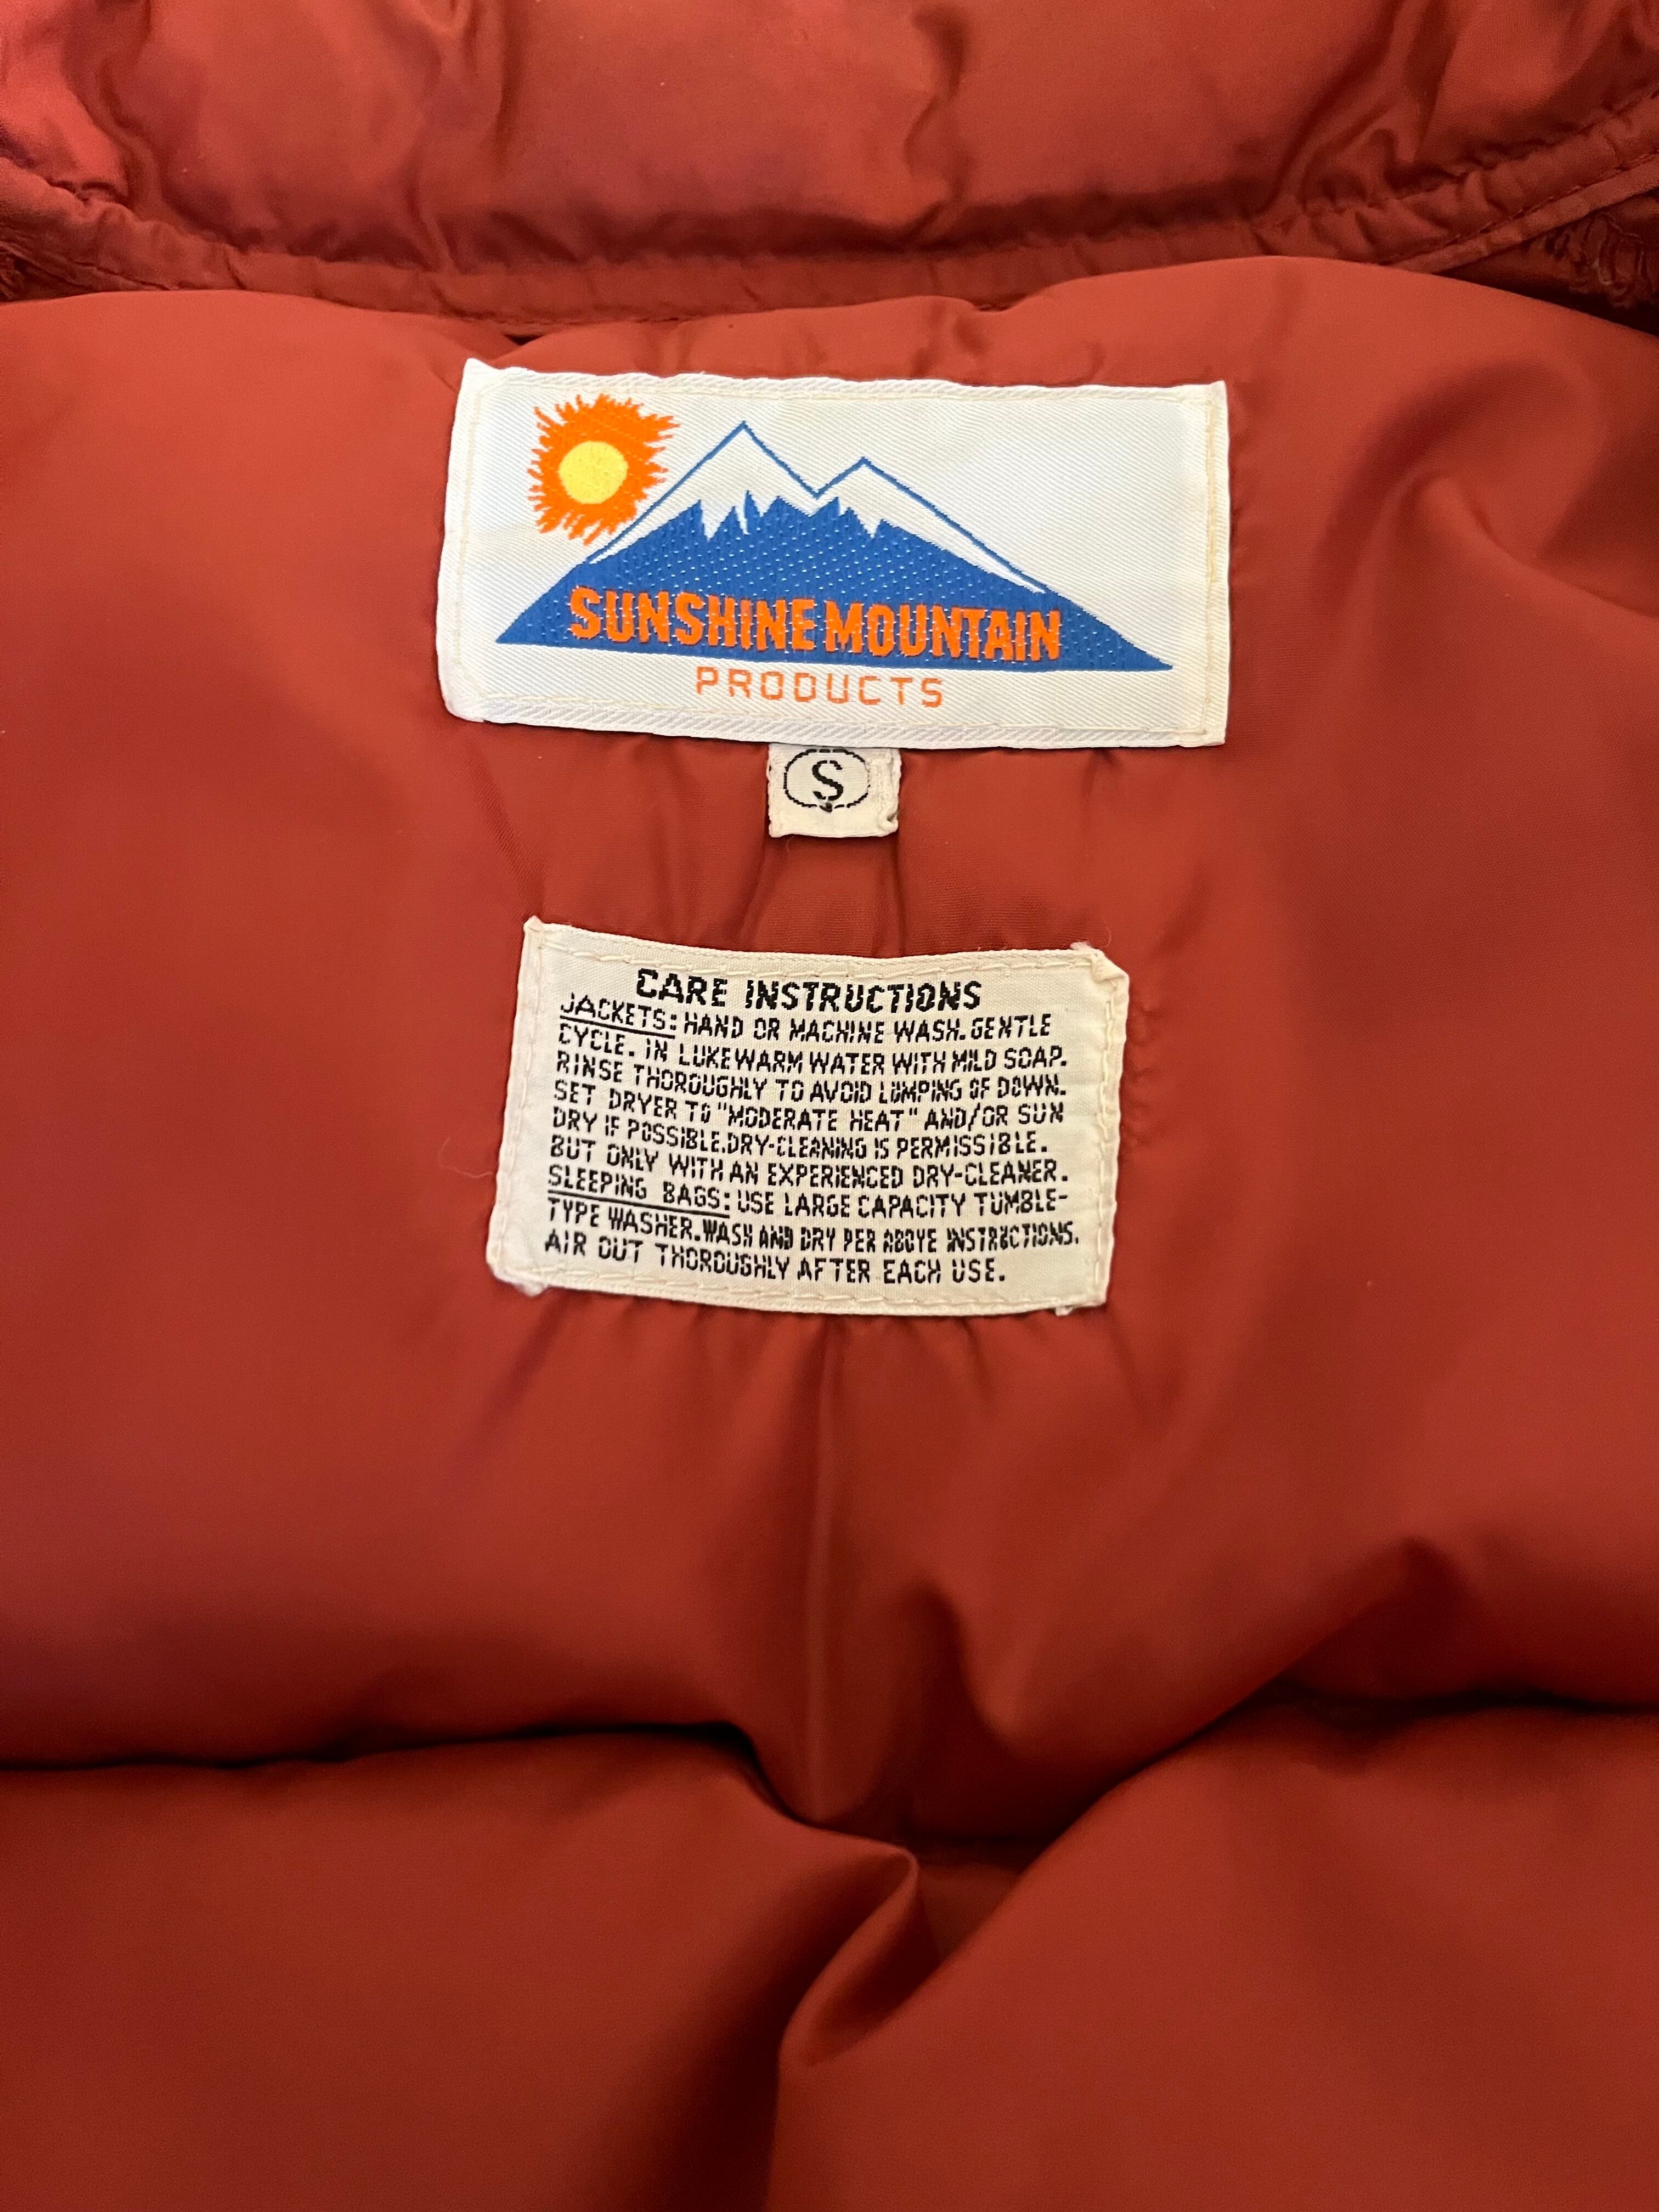 SUNSHINE MOUNTAIN
PRODUCTS
S
CARE INSTRUCTIONS
JACKETS: HAND OR MACHINE WASH. GENTLE
CYCLE. IN LUKEWARM WATER WITH MILD SOAP.
RINSE THOROUGHLY TO AVOID LUMPING OF DOWN.
SET DRYER TO "MODERATE HEAT" AND/OR SUN
DRY IF POSSIBLE.DRY-CLEANING IS PERMISSIBLE.
BUT ONLY WITH AN EXPERIENCED DRY-CLEANER.
SLEEPING BAGS: USE LARGE CAPACITY TUMBLE-
TYPE WASHER.WASH AND DRY PER ABOVE INSTRUCTIONS.
AIR OUT THOROUGHLY AFTER EACH USE.